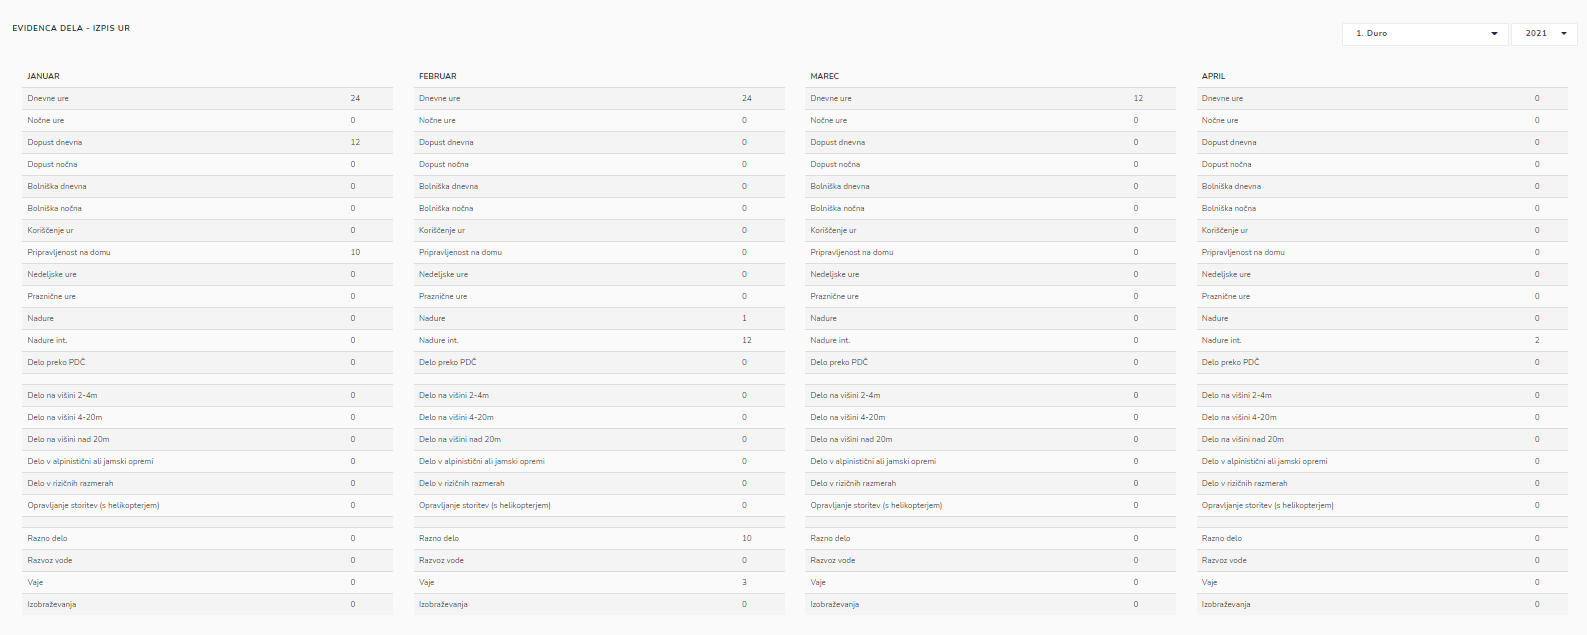 EVIDENCA DELA - IZPIS UR
1. Duro
2021
JANUAR
Dnevne ure 24
Nočne ure 0
Dopust dnevna 12
Dopust nočna 0
Bolniška dnevna 0
Bolniška nočna 0
Koriščenje ur 0
Pripravljenost na domu 10
Nedeljske ure 0
Praznične ure 0
Nadure 0
Nadure int. 0
Delo preko PDČ 0
Delo na višini 2-4m 0
Delo na višini 4-20m 0
Delo na višini nad 20m 0
Delo v alpinistični ali jamski opremi 0
Delo v rizičnih razmerah 0
Opravljanje storitev (s helikopterjem) 0
Razno delo 0
Razvoz vode 0
Vaje 0
Izobraževanja 0
FEBRUAR
Dnevne ure 24
Nočne ure 0
Dopust dnevna 0
Dopust nočna 0
Bolniška dnevna 0
Bolniška nočna 0
Koriščenje ur 0
Pripravljenost na domu 0
Nedeljske ure 0
Praznične ure 0
Nadure 1
Nadure int. 12
Delo preko PDČ 0
Delo na višini 2-4m 0
Delo na višini 4-20m 0
Delo na višini nad 20m 0
Delo v alpinistični ali jamski opremi 0
Delo v rizičnih razmerah 0
Opravljanje storitev (s helikopterjem) 0
Razno delo 10
Razvoz vode 0
Vaje 3
Izobraževanja 0
MAREC
Dnevne ure 12
Nočne ure 0
Dopust dnevna 0
Dopust nočna 0
Bolniška dnevna 0
Bolniška nočna 0
Koriščenje ur 0
Pripravljenost na domu 0
Nedeljske ure 0
Praznične ure 0
Nadure 0
Nadure int. 0
Delo preko PDČ 0
Delo na višini 2-4m 0
Delo na višini 4-20m 0
Delo na višini nad 20m 0
Delo v alpinistični ali jamski opremi 0
Delo v rizičnih razmerah 0
Opravljanje storitev (s helikopterjem) 0
Razno delo 0
Razvoz vode 0
Vaje 0
Izobraževanja 0
APRIL
Dnevne ure 0
Nočne ure 0
Dopust dnevna 0
Dopust nočna 0
Bolniška dnevna 0
Bolniška nočna 0
Koriščenje ur 0
Pripravljenost na domu 0
Nedeljske ure 0
Praznične ure 0
Nadure 0
Nadure int. 2
Delo preko PDČ 0
Delo na višini 2-4m 0
Delo na višini 4-20m 0
Delo na višini nad 20m 0
Delo v alpinistični ali jamski opremi 0
Delo v rizičnih razmerah 0
Opravljanje storitev (s helikopterjem) 0
Razno delo 0
Razvoz vode 0
Vaje 0
Izobraževanja 0